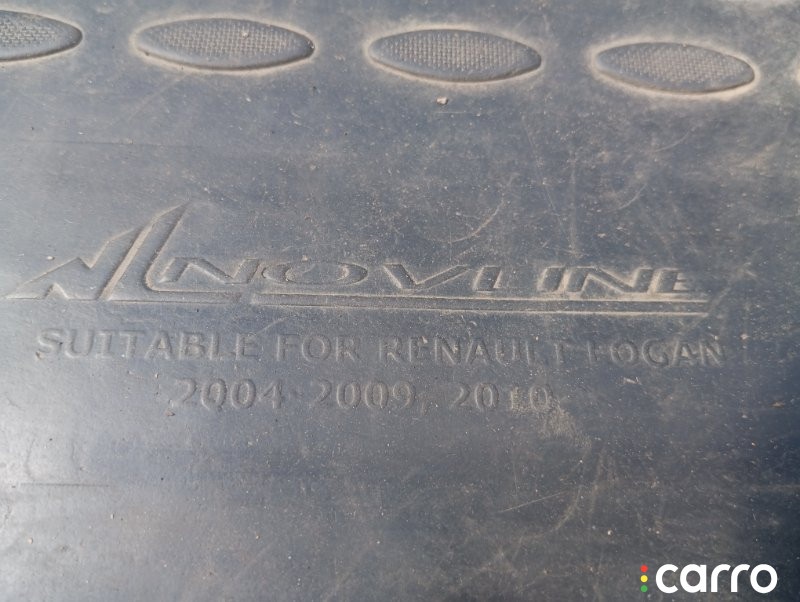 NOVLINE
SUITABLE FOR RENAULT LOGAN
2004-2009, 2010
carro